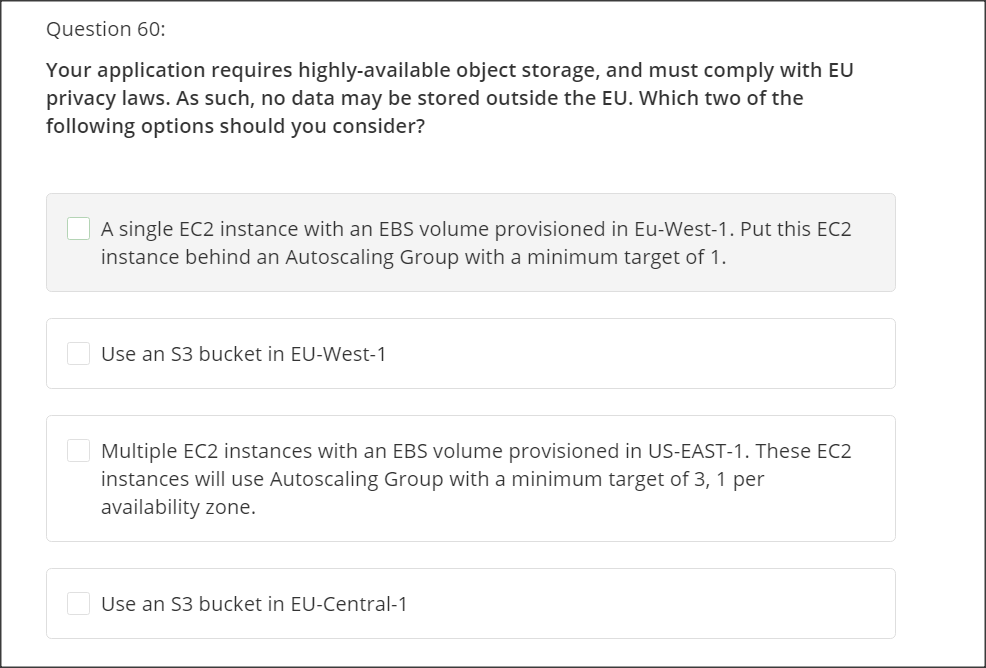 Question 60:
Your application requires highly-available object storage, and must comply with EU
privacy laws. As such, no data may be stored outside the EU. Which two of the
following options should you consider?
A single EC2 instance with an EBS volume provisioned in Eu-West-1. Put this EC2
instance behind an Autoscaling Group with a minimum target of 1.
Use an S3 bucket in EU-West-1
Multiple EC2 instances with an EBS volume provisioned in US-EAST-1. These EC2
instances will use Autoscaling Group with a minimum target of 3, 1 per
availability zone.
Use an S3 bucket in EU-Central-1